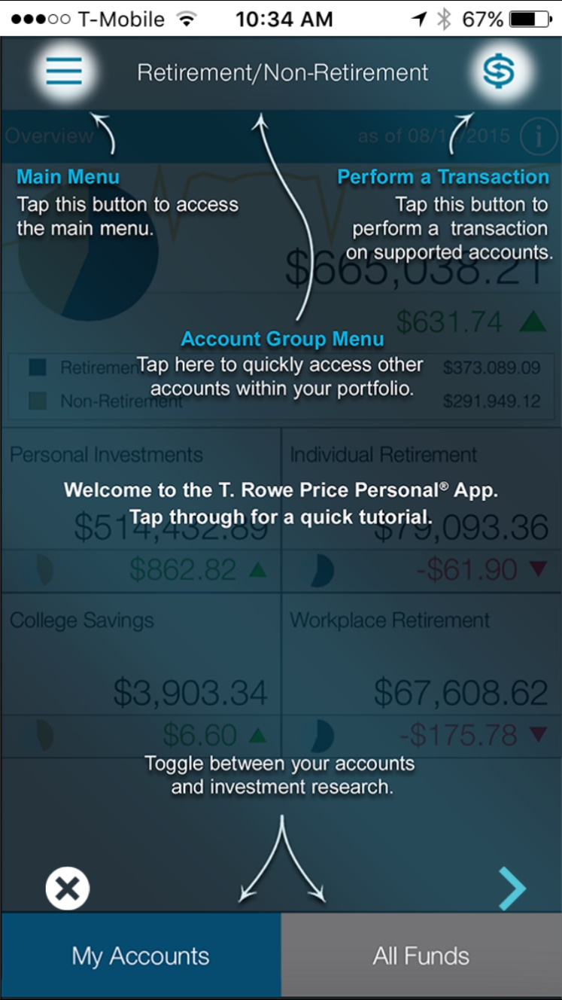 T-Mobile 10:34 AM 67%
Retirement/Non-Retirement
Overview as of 08/1 /2015
Main Menu
Tap this button to access
the main menu.
Perform a Transaction
Tap this button to
perform a transaction
on supported accounts.
$665,038.21
$631.74
Account Group Menu
Tap here to quickly access other
accounts within your portfolio.
Retirement $373.089.09
Non-Retirement $291,949.12
Personal Investments
Individual Retirement
Welcome to the T. Rowe Price Personal® App.
Tap through for a quick tutorial.
$514,432.89
$79,093.36
$862.82
-$61.90
College Savings
Workplace Retirement
$3,903.34
$67,608.62
$6.60
-$175.78
Toggle between your accounts
and investment research.
My Accounts
All Funds